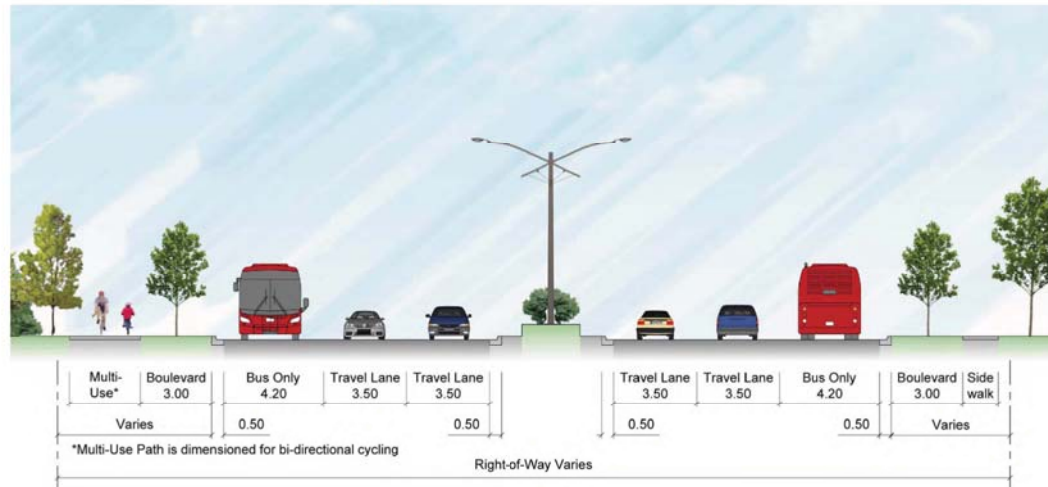 Multi-
Use*
Boulevard
3.00
Bus Only
4.20
Travel Lane
3.50
Travel Lane
3.50
Travel Lane
3.50
Travel Lane
3.50
Bus Only
4.20
Boulevard
3.00
Side
walk
Varies
0.50
0.50
0.50
0.50
Varies
*Multi-Use Path is dimensioned for bi-directional cycling
Right-of-Way Varies